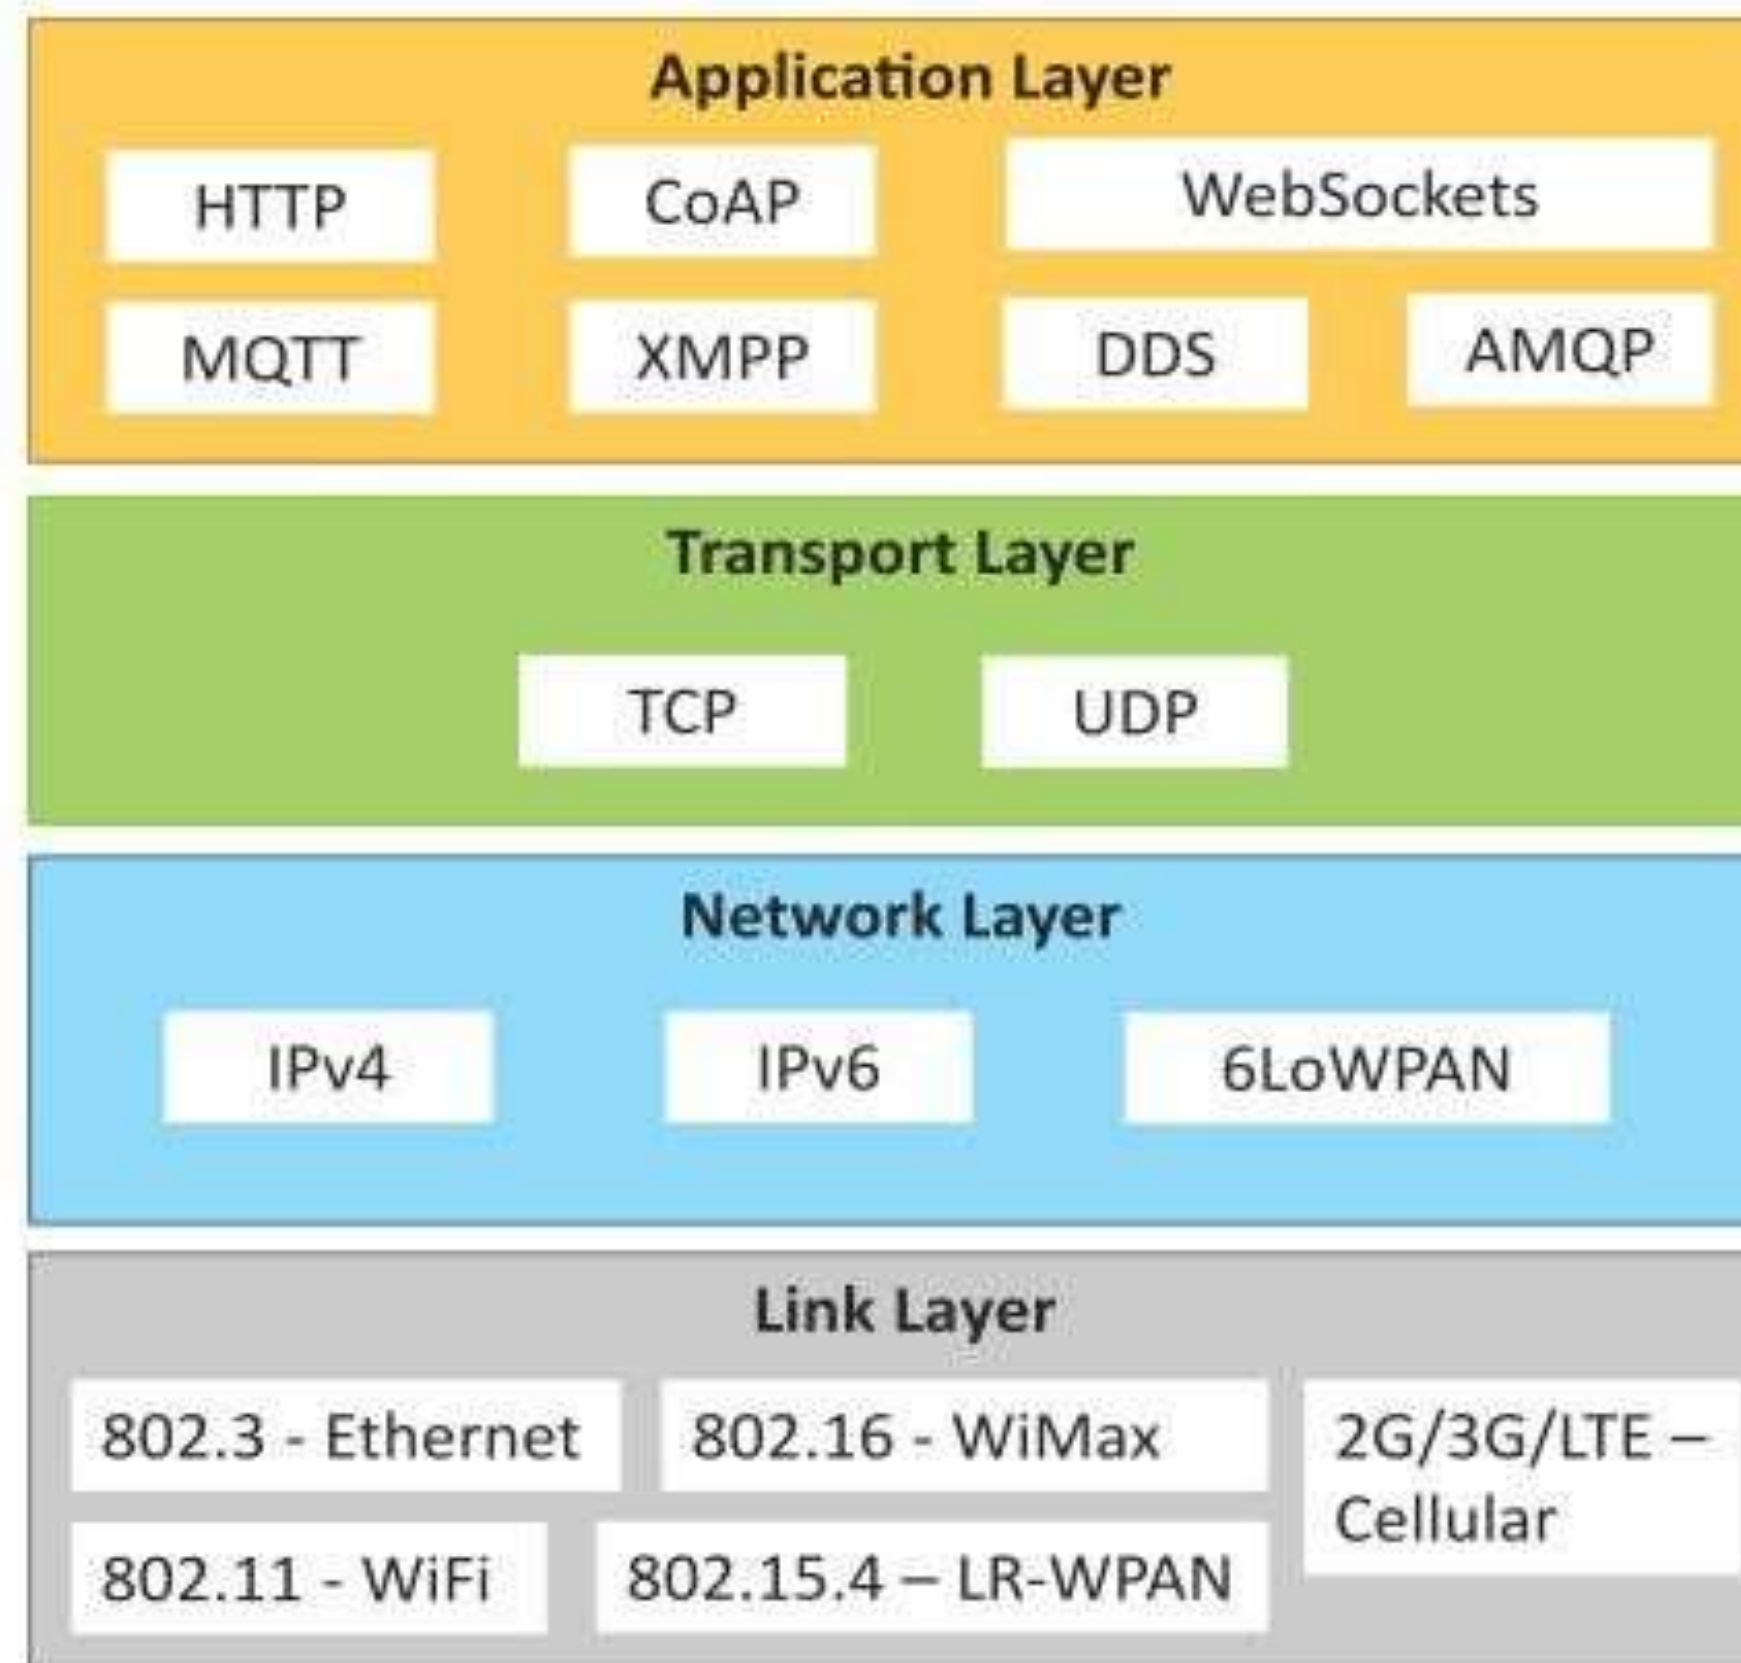 Application Layer
HTTP
CoAP
WebSockets
MQTT
XMPP
DDS
AMQP
Transport Layer
TCP
UDP
Network Layer
IPv4
IPv6
6LoWPAN
Link Layer
802.3 - Ethernet
802.16 - WiMax
2G/3G/LTE –
Cellular
802.11 - WiFi
802.15.4 – LR-WPAN